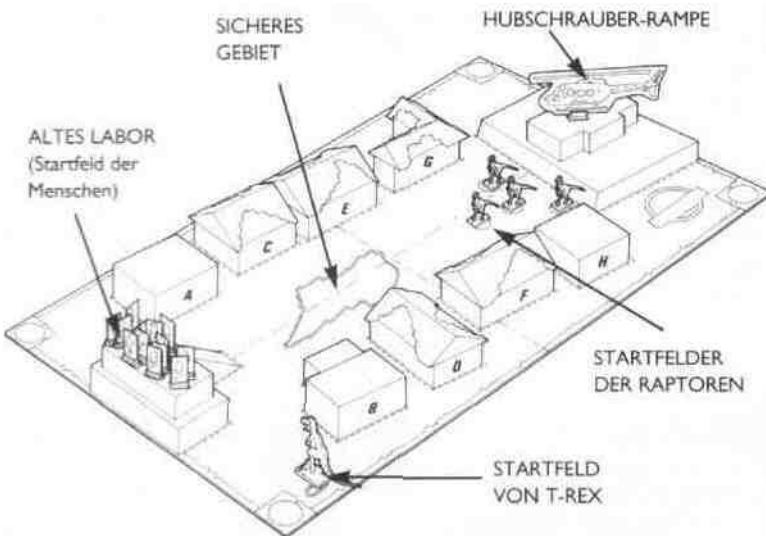 SICHERES
GEBIET
HUBSCHRAUBER-RAMPE
ALTES LABOR
(Startfeld der
Menschen)
G
E
C
A
H
F
D
B
STARTFELDER
DER RAPTOREN
STARTFELD
VON T-REX